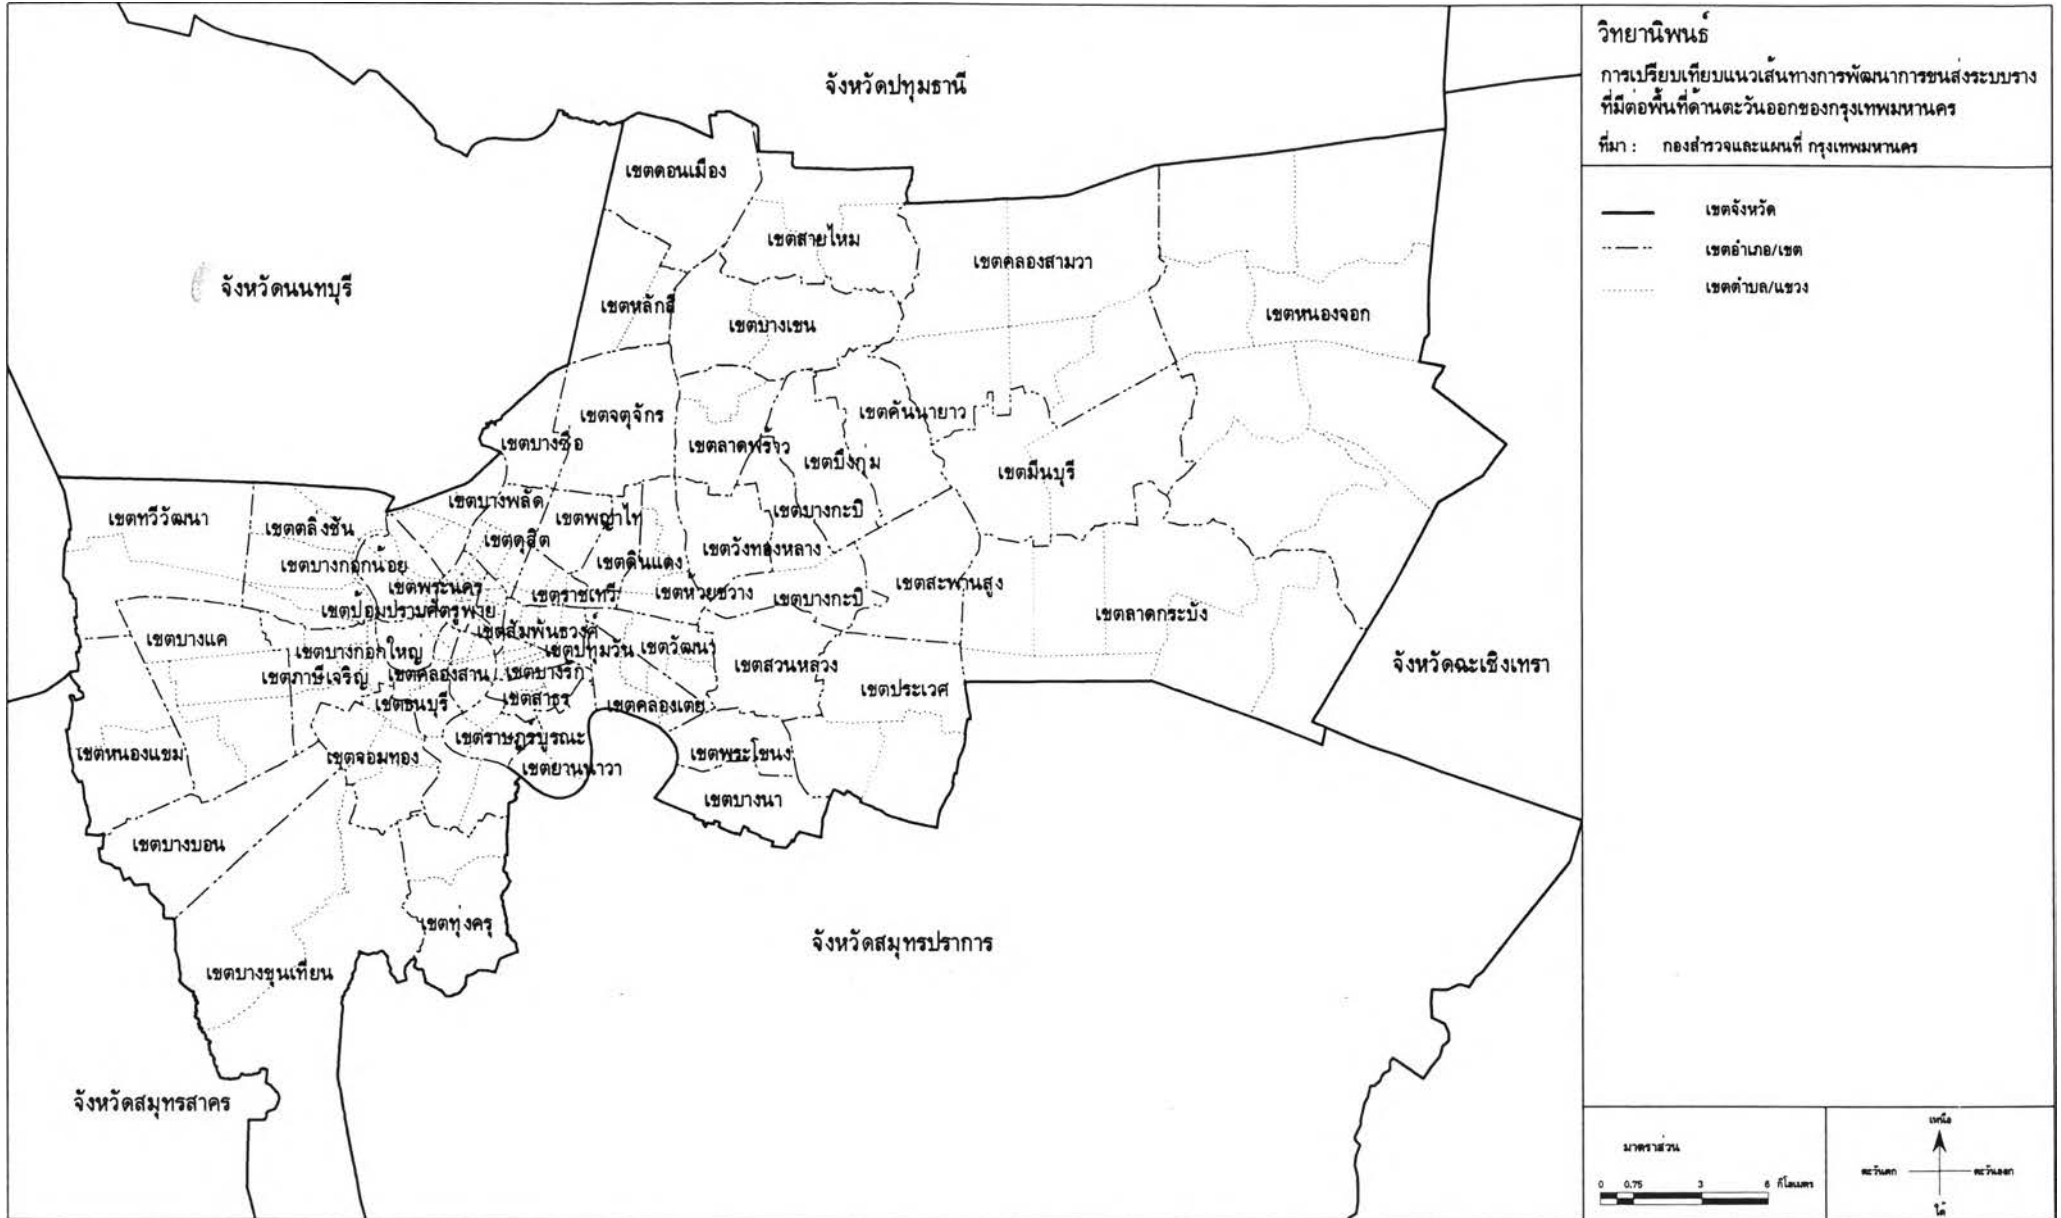 วิทยานิพนธ์
การเปรียบเทียบแนวเส้นทางการพัฒนาการขนส่งระบบราง
ที่มีต่อพื้นที่ด้านตะวันออกของกรุงเทพมหานคร
ที่มา : กองสำรวจและแผนที่ กรุงเทพมหานคร
เขตจังหวัด
เขตอำเภอ/เขต
เขตตำบล/แขวง
จังหวัดปทุมธานี
เขตดอนเมือง
เขตสายไหม
เขตคลองสามวา
จังหวัดนนทบุรี
เขตหลักสี่
เขตบางเขน
เขตหนองจอก
เขตจตุจักร
เขตคันนายาว
เขตบางซื่อ
เขตลาดพร้าว
เขตบึงกุ่ม
เขตมีนบุรี
เขตบางพลัด
เขตทวีวัฒนา
เขตตลิ่งชัน
เขตพญาไท
เขตบางกะปิ
เขตดุสิต
เขตวังทองหลาง
เขตบางกอกน้อย
เขตดินแดง
เขตพระนคร
เขตราชเทวี
เขตห้วยขวาง
เขตบางกะปิ
เขตสะพานสูง
เขตป้อมปราบศัตรูพ่าย
เขตลาดกระบัง
เขตสัมพันธวงศ์
เขตบางแค
เขตบางกอกใหญ่
เขตปทุมวัน
เขตวัฒนา
เขตสวนหลวง
จังหวัดฉะเชิงเทรา
เขตภาษีเจริญ
เขตคลองสาน
เขตบางรัก
เขตประเวศ
เขตธนบุรี
เขตสาธร
เขตคลองเตย
เขตหนองแขม
เขตจอมทอง
เขตราษฎร์บูรณะ
เขตพระโขนง
เขตยานนาวา
เขตบางนา
เขตบางบอน
เขตทุ่งครุ
จังหวัดสมุทรปราการ
เขตบางขุนเทียน
จังหวัดสมุทรสาคร
มาตราส่วน
0 0.75 3 6 กิโลเมตร
เหนือ
ตะวันตก ตะวันออก
ใต้